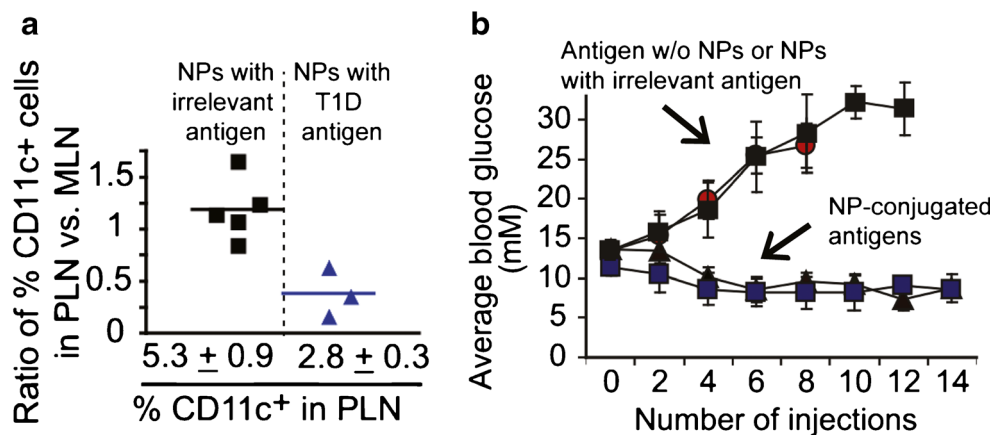 a
Ratio of % CD11c+ cells
in PLN vs. MLN
NPs with
irrelevant
antigen
NPs with
T1D
antigen
1.5
1
0.5
0
5.3 ± 0.9
2.8 ± 0.3
% CD11c⁺ in PLN
b
Average blood glucose
(mM)
Antigen w/o NPs or NPs
with irrelevant antigen
NP-conjugated
antigens
30
25
20
15
10
5
0
0 2 4 6 8 10 12 14
Number of injections